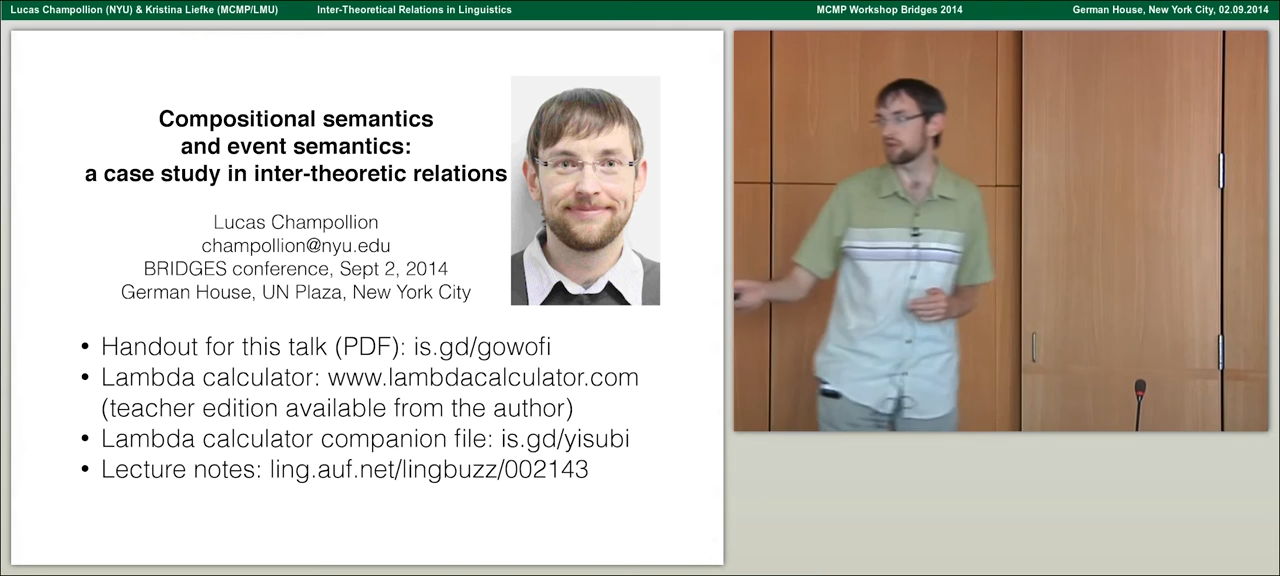 Lucas Champollion (NYU) & Kristina Liefke (MCMP/LMU) Inter-Theoretical Relations in Linguistics MCMP Workshop Bridges 2014 German House, New York City, 02.09.2014
Compositional semantics
and event semantics:
a case study in inter-theoretic relations
Lucas Champollion
champollion@nyu.edu
BRIDGES conference, Sept 2, 2014
German House, UN Plaza, New York City
• Handout for this talk (PDF): is.gd/gowofi
• Lambda calculator: www.lambdacalculator.com
(teacher edition available from the author)
• Lambda calculator companion file: is.gd/yisubi
• Lecture notes: ling.auf.net/lingbuzz/002143